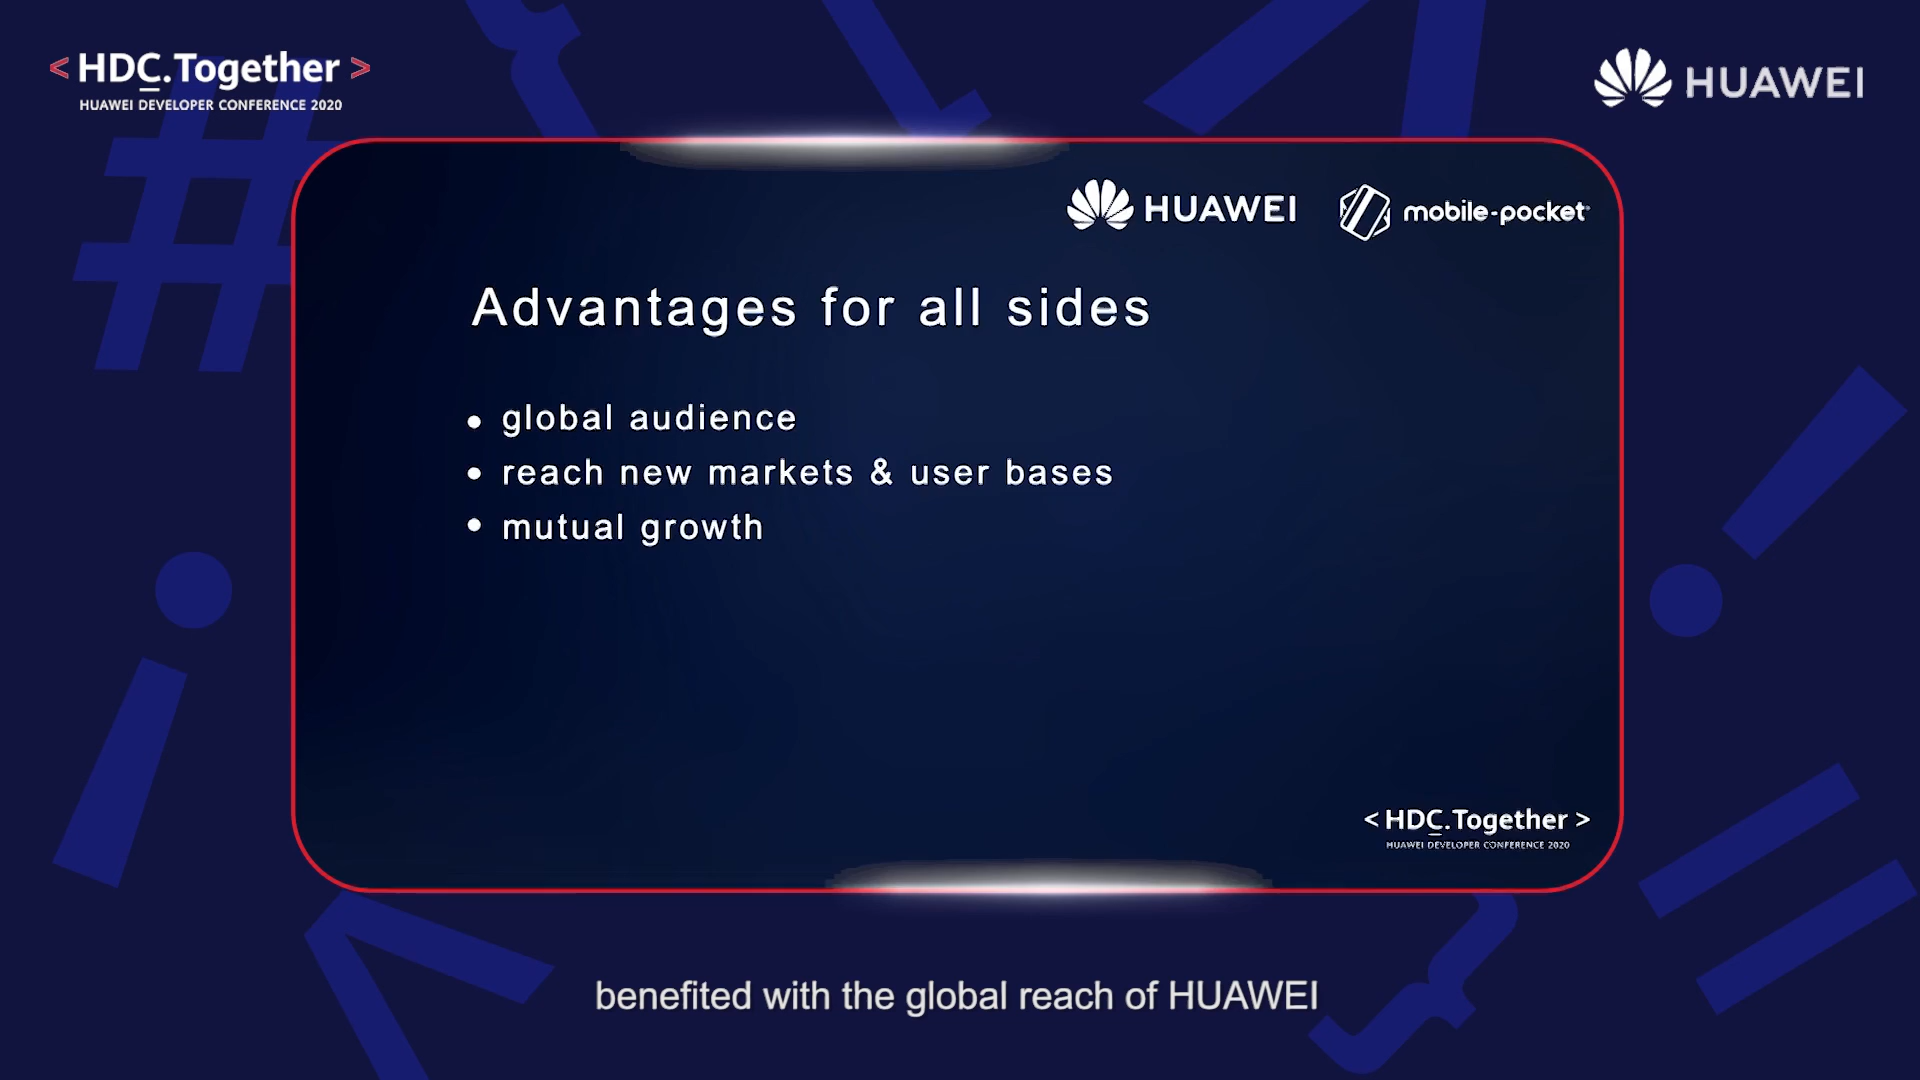 < HDC.Together >
HUAWEI DEVELOPER CONFERENCE 2020
HUAWEI
HUAWEI
mobile-pocket
Advantages for all sides
• global audience
• reach new markets & user bases
• mutual growth
< HDC.Together >
HUAWEI DEVELOPER CONFERENCE 2020
benefited with the global reach of HUAWEI